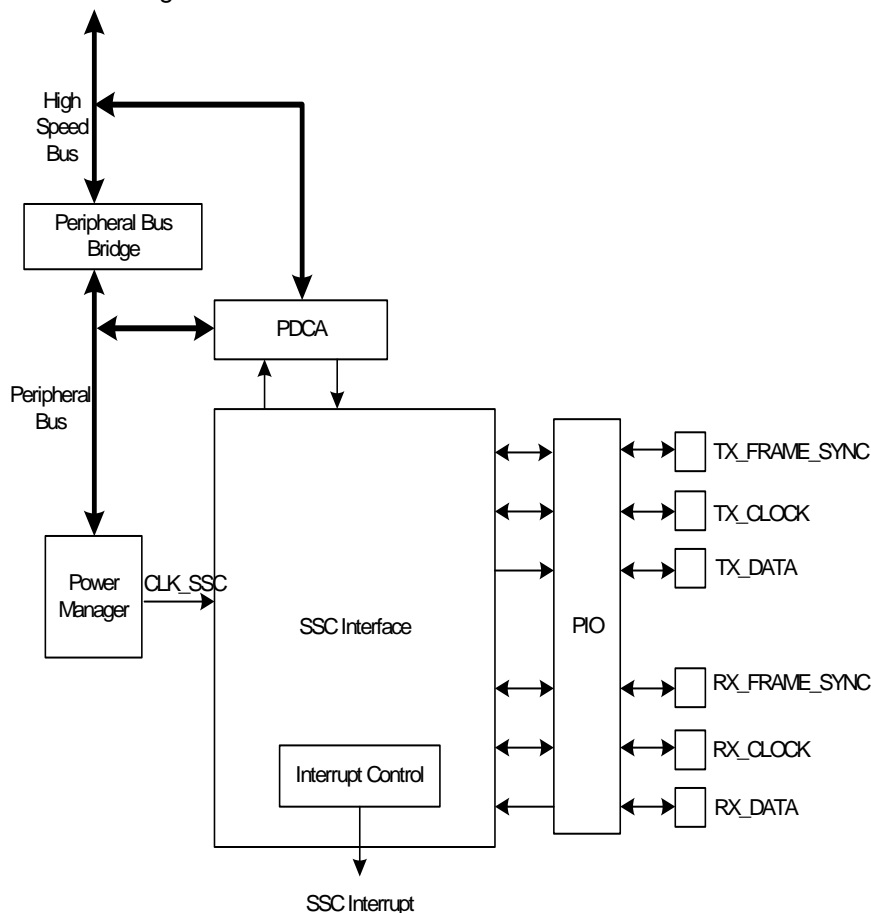 High
Speed
Bus
Peripheral Bus
Bridge
PDCA
Peripheral
Bus
TX_FRAME_SYNC
TX_CLOCK
TX_DATA
Power
Manager
CLK_SSC
SSC Interface
PIO
RX_FRAME_SYNC
RX_CLOCK
RX_DATA
Interrupt Control
SSC Interrupt